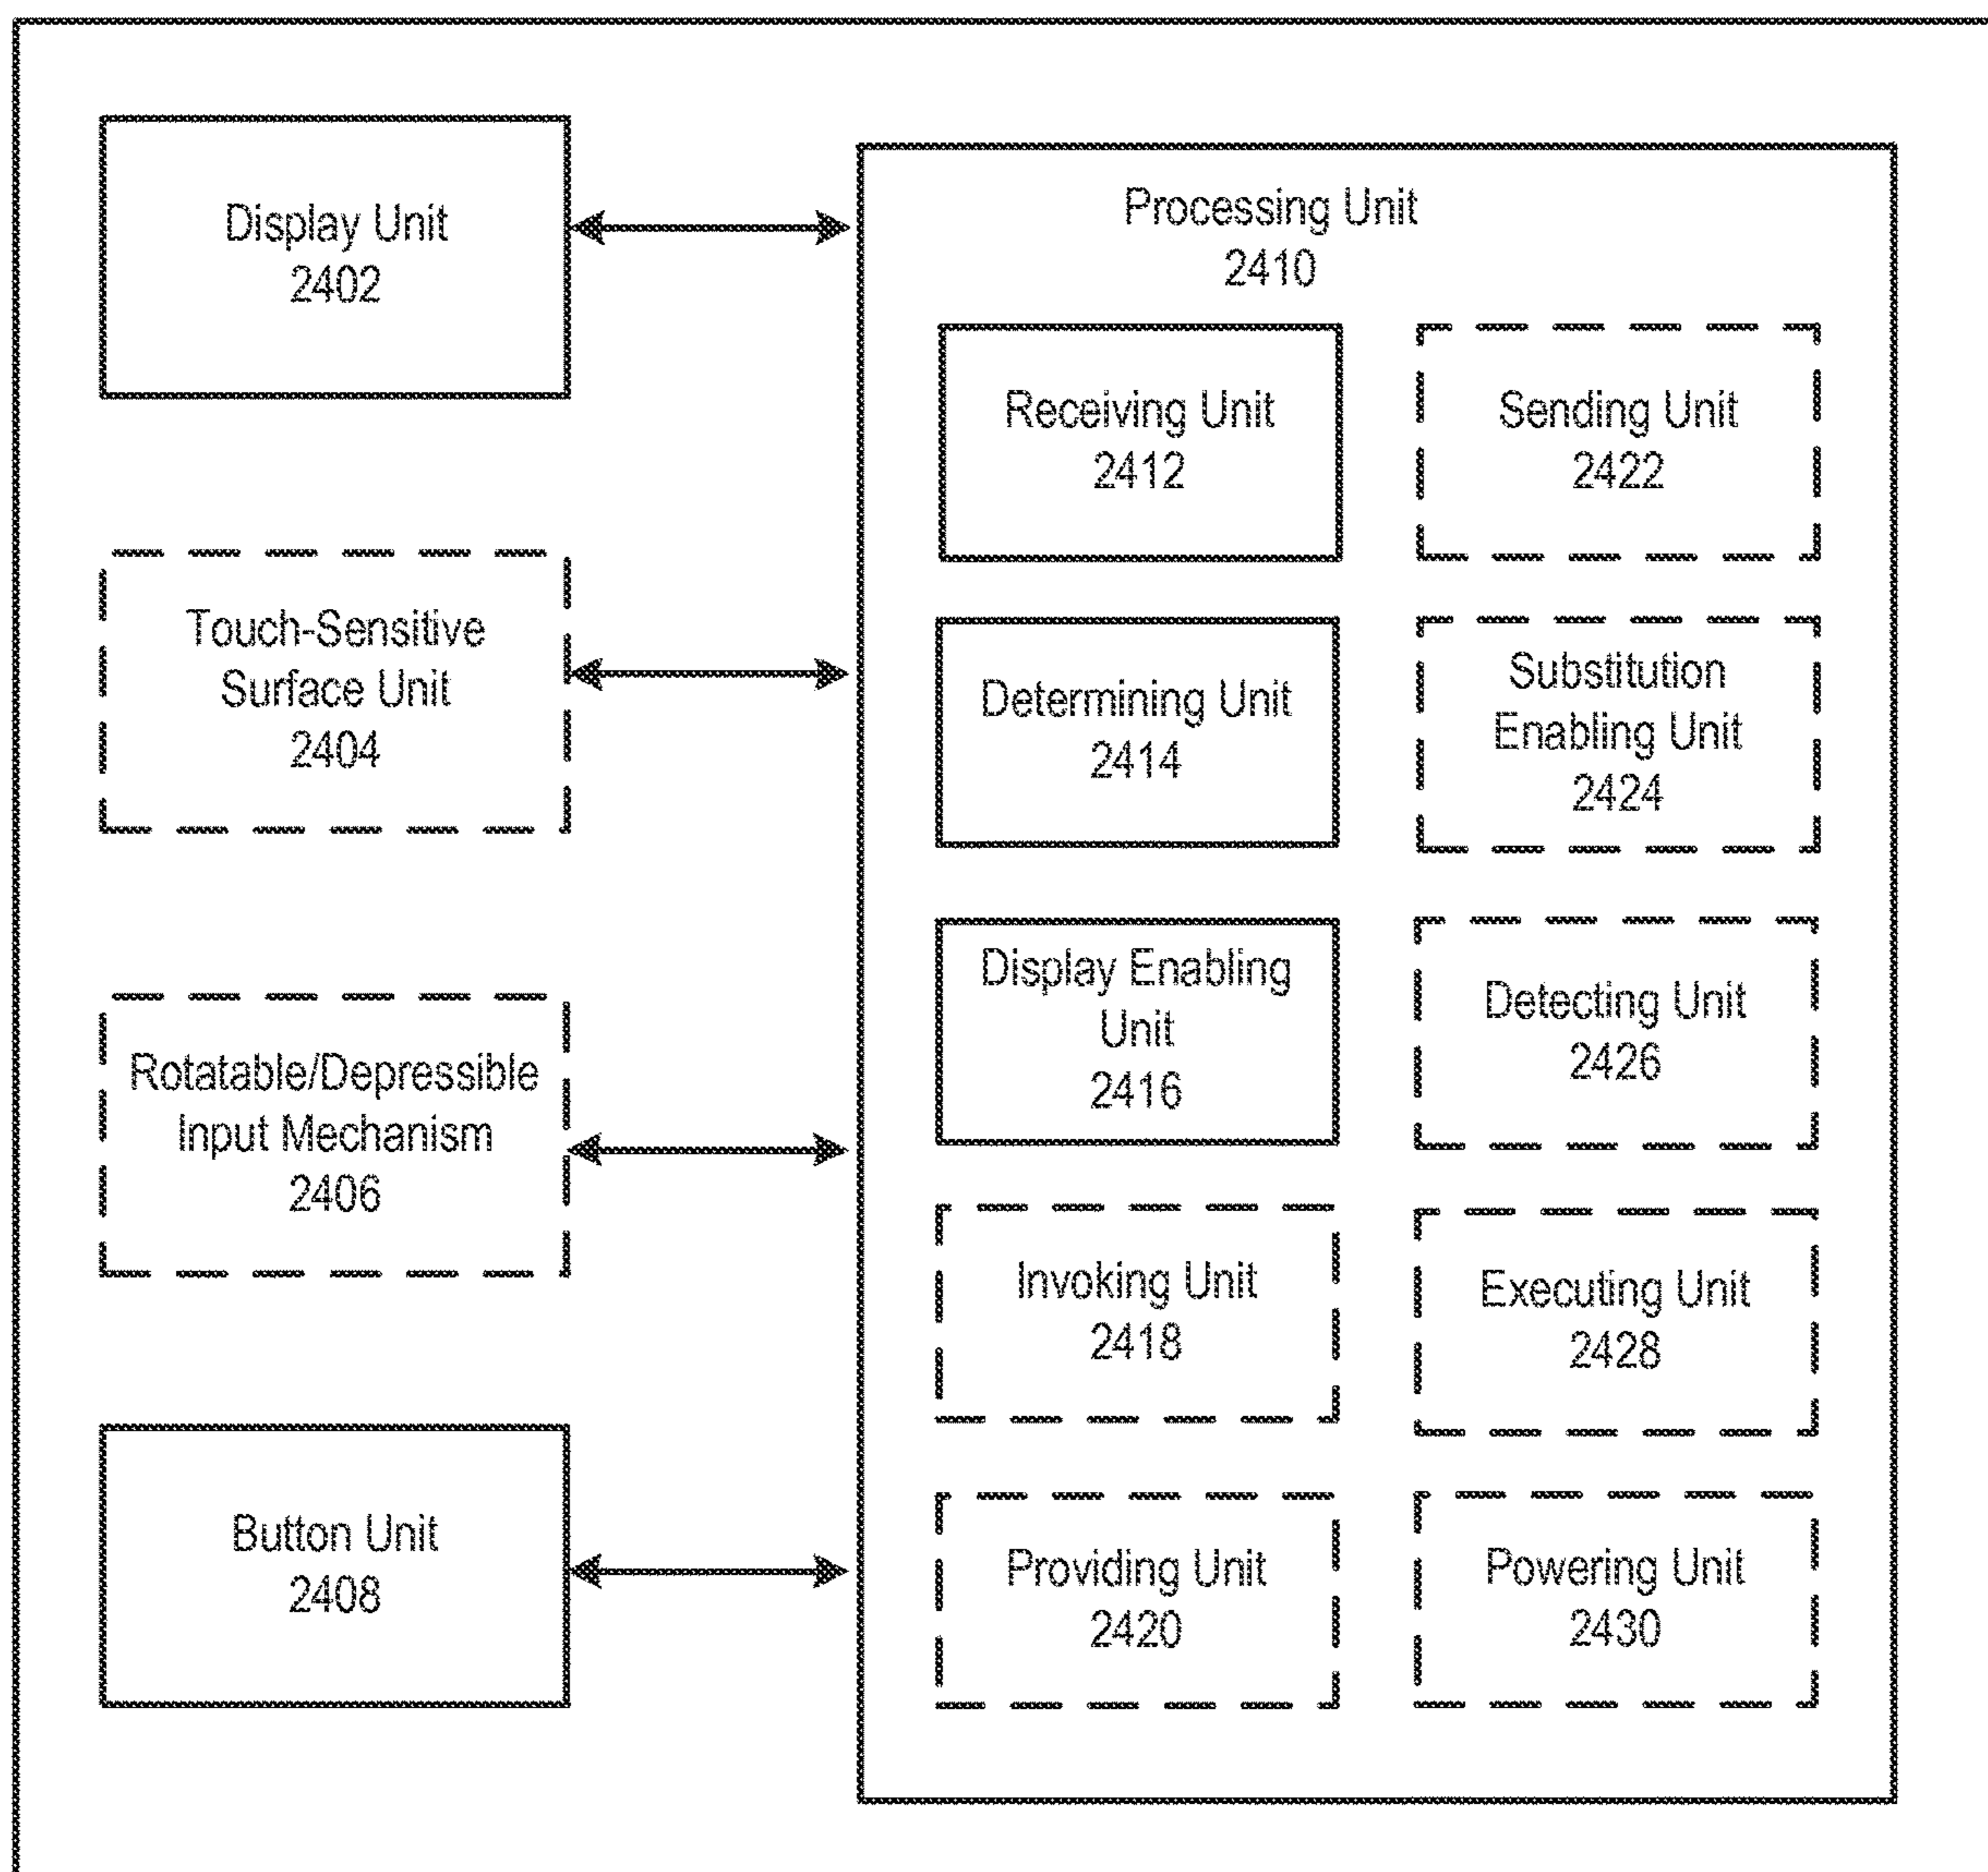 Display Unit
2402
Touch-Sensitive
Surface Unit
2404
Rotatable/Depressible
Input Mechanism
2406
Button Unit
2408
Processing Unit
2410
Receiving Unit
2412
Sending Unit
2422
Determining Unit
2414
Substitution
Enabling Unit
2424
Display Enabling
Unit
2416
Detecting Unit
2426
Invoking Unit
2418
Executing Unit
2428
Providing Unit
2420
Powering Unit
2430